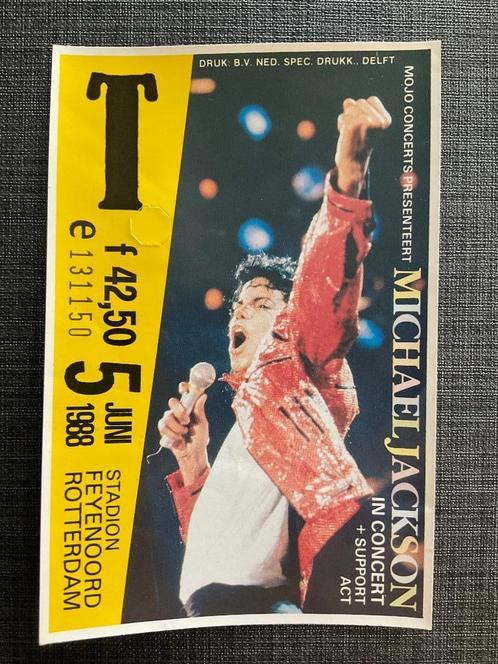 DRUK: B.V. NED. SPEC. DRUKK.. DELFT
MOJO CONCERTS PRESENTEERT
MICHAEL JACKSON
IN CONCERT
+ SUPPORT
ACT
T
f 42,50
e 131150
5 JUNI
1988
STADION
FEYENOORD
ROTTERDAM